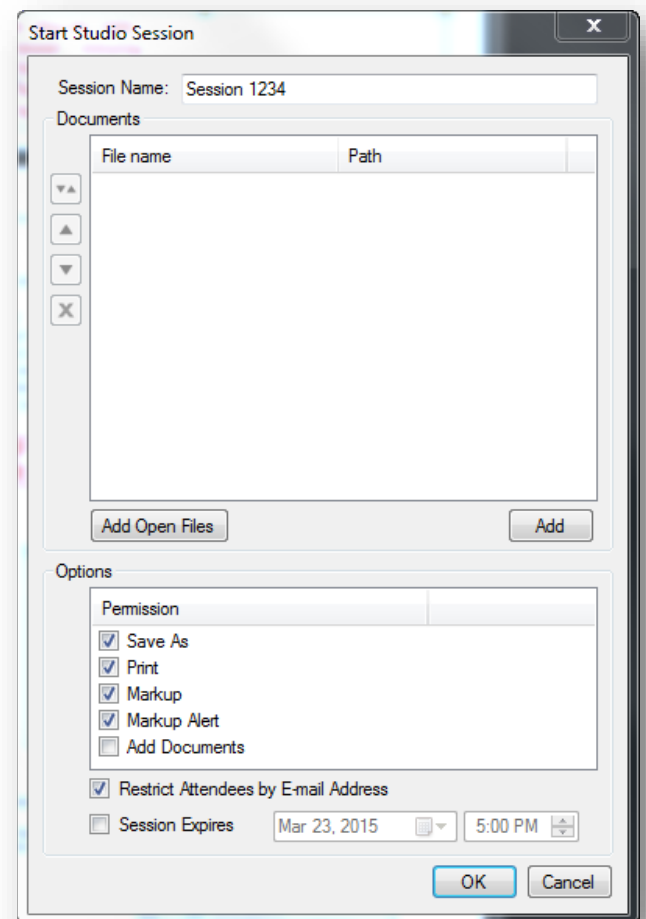 Start Studio Session
Session Name: Session 1234
Documents
File name Path
Add Open Files Add
Options
Permission
Save As
Print
Markup
Markup Alert
Add Documents
Restrict Attendees by E-mail Address
Session Expires Mar 23, 2015 5:00 PM
OK Cancel